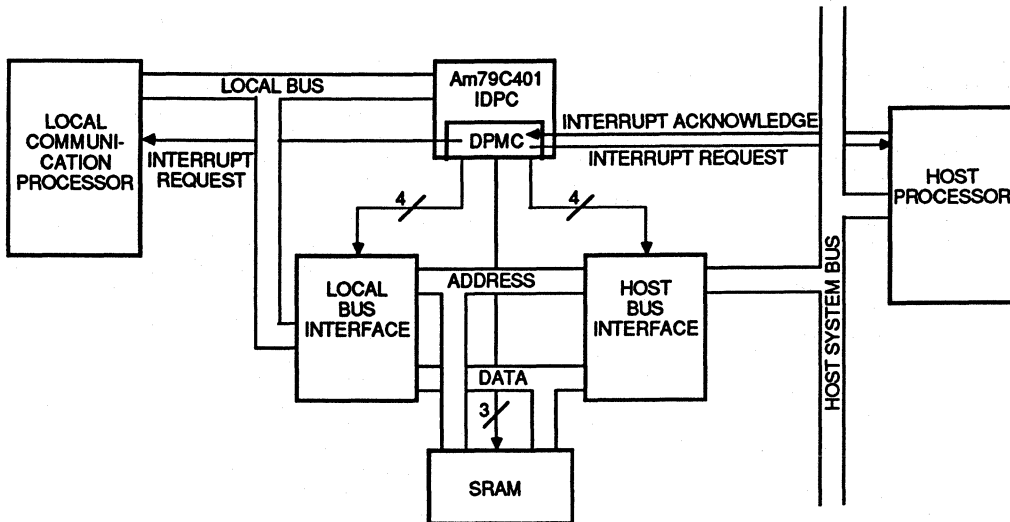 LOCAL
COMMUNI-
CATION
PROCESSOR
LOCAL BUS
Am79C401
IDPC
DPMC
INTERRUPT
REQUEST
INTERRUPT ACKNOWLEDGE
INTERRUPT REQUEST
HOST
PROCESSOR
4
4
LOCAL
BUS
INTERFACE
ADDRESS
HOST
BUS
INTERFACE
DATA
3
HOST SYSTEM BUS
SRAM